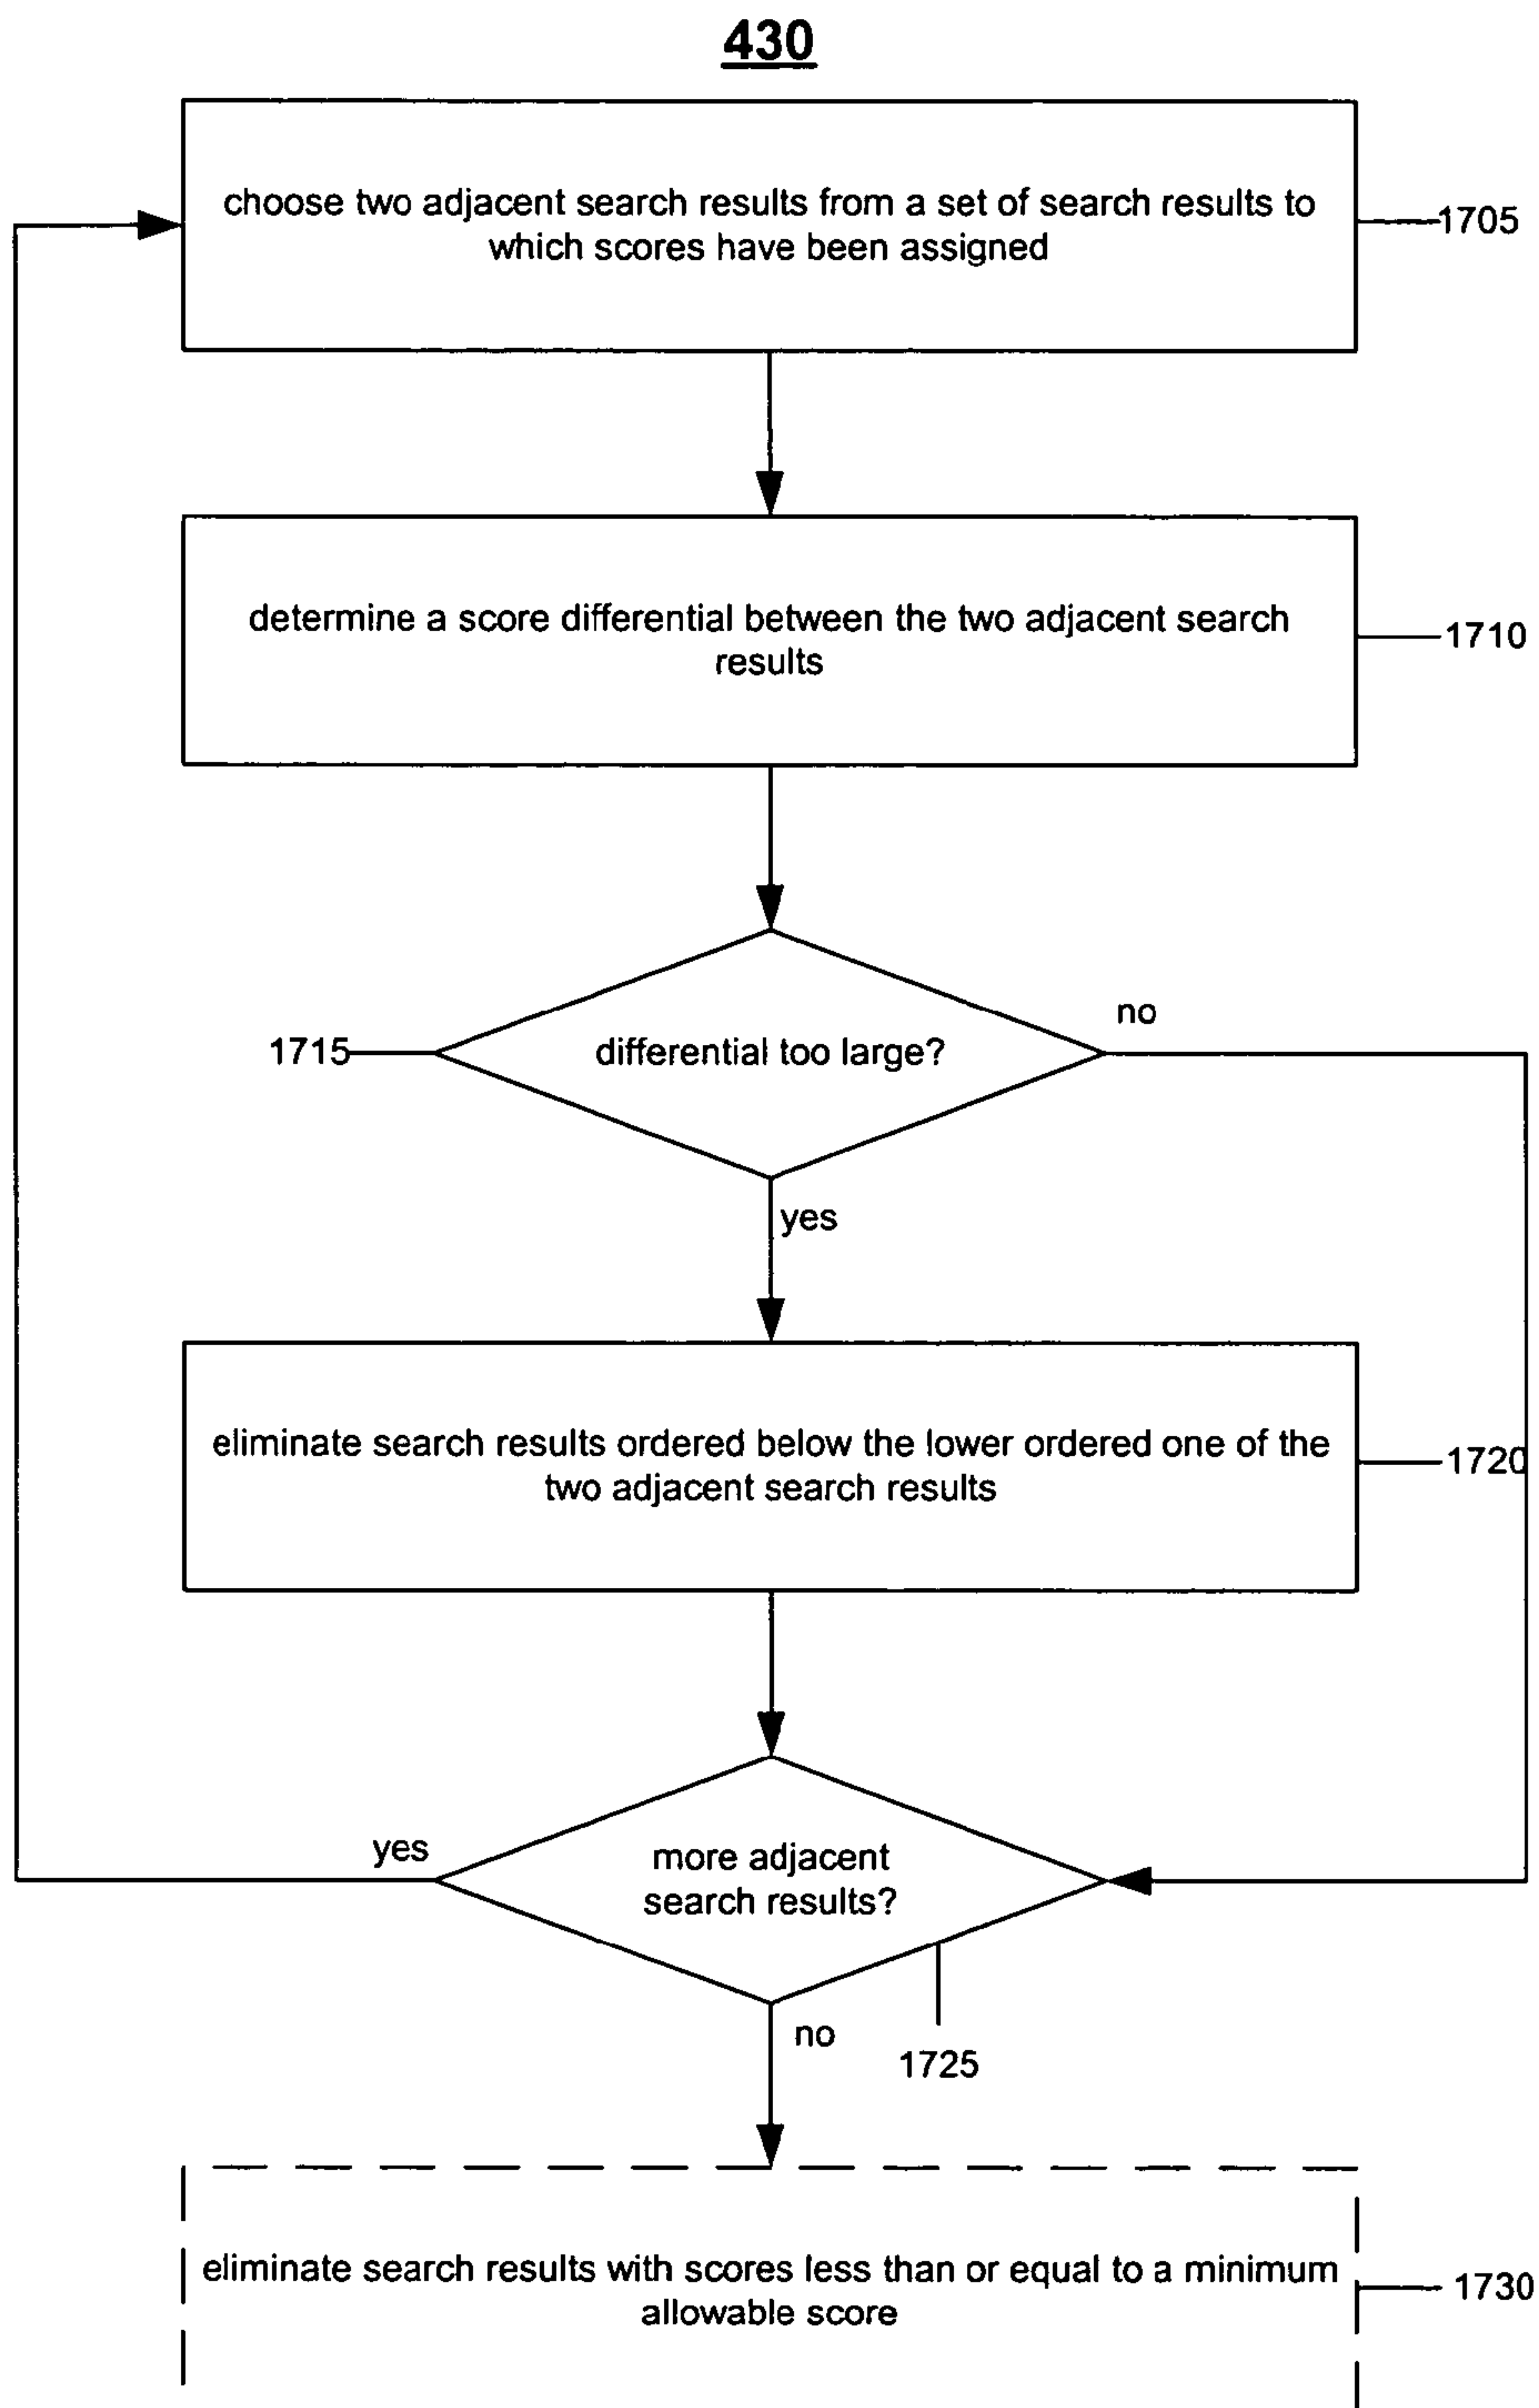 430
choose two adjacent search results from a set of search results to
which scores have been assigned
1705
determine a score differential between the two adjacent search
results
1710
no
1715
differential too large?
yes
eliminate search results ordered below the lower ordered one of the
two adjacent search results
1720
yes
more adjacent
search results?
no
1725
eliminate search results with scores less than or equal to a minimum
allowable score
1730